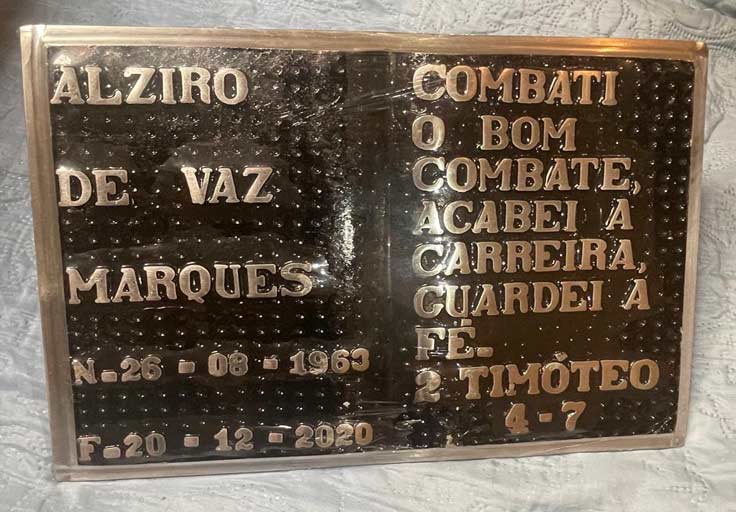 ALZIRO
DE VAZ
MARQUES
N-26-08-1963
F-20-12-2020
COMBATI
O BOM
COMBATE,
ACABEI A
CARREIRA,
GUARDEI A
FÉ-
2 TIMÓTEO
4-7